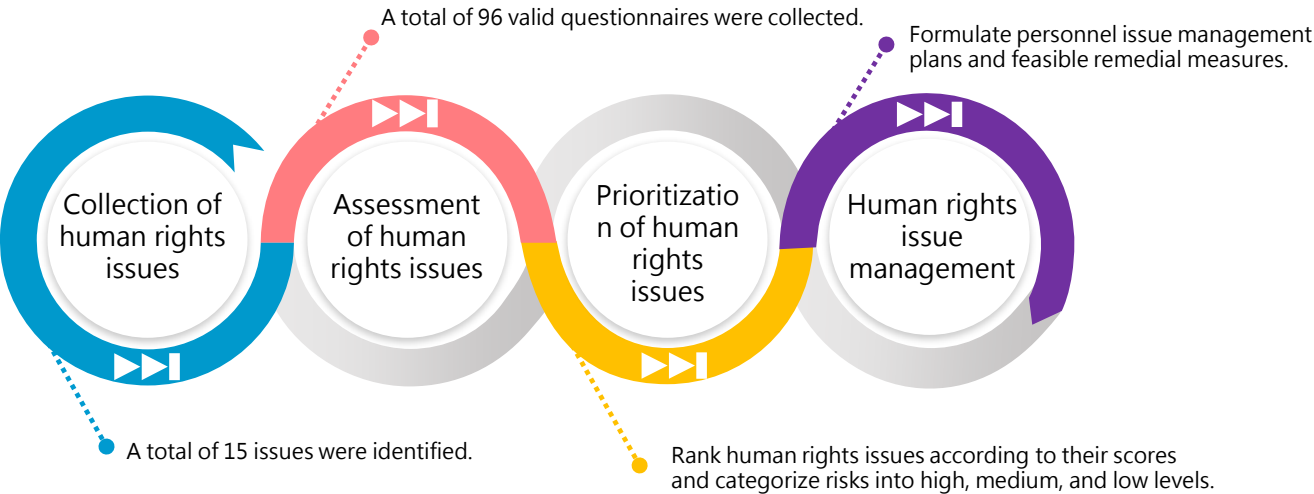 A total of 96 valid questionnaires were collected.
Formulate personnel issue management
plans and feasible remedial measures.
Collection of
human rights
issues
Assessment
of human
rights issues
Prioritizatio
n of human
rights
issues
Human rights
issue
management
A total of 15 issues were identified.
Rank human rights issues according to their scores
and categorize risks into high, medium, and low levels.